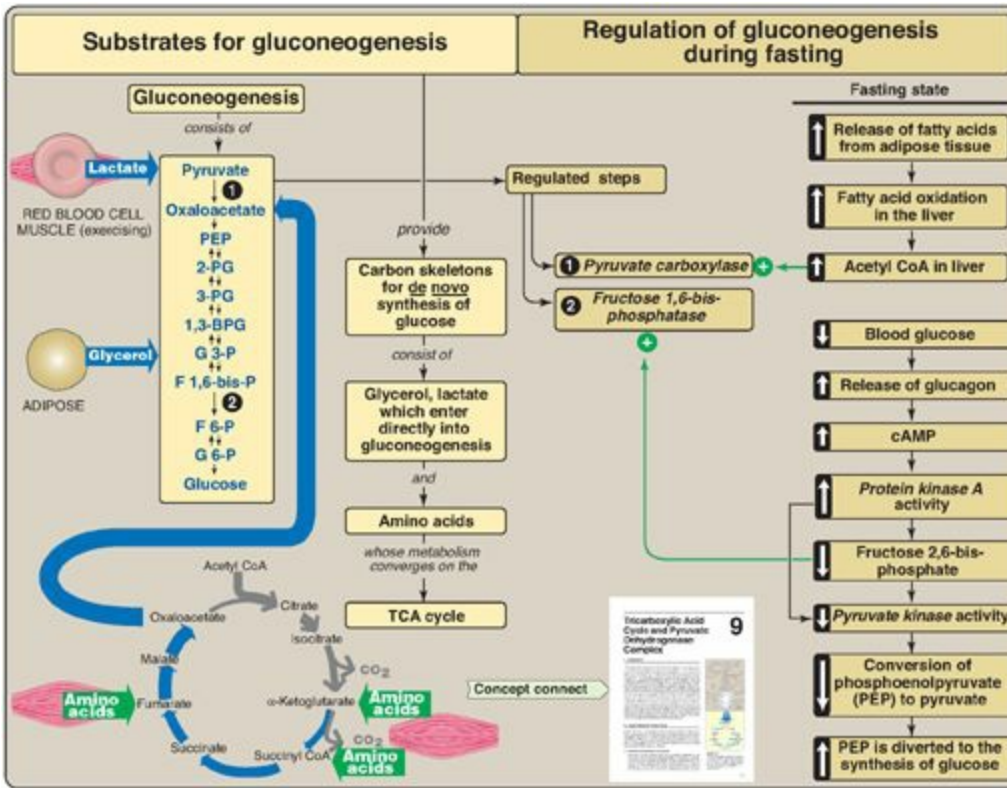 Substrates for gluconeogenesis
Regulation of gluconeogenesis
during fasting
Gluconeogenesis
consists of
Lactate
RED BLOOD CELL
MUSCLE (exercising)
Glycerol
ADIPOSE
Pyruvate
1
Oxaloacetate
PEP
2-PG
3-PG
1,3-BPG
G 3-P
F 1,6-bis-P
2
F 6-P
G 6-P
Glucose
provide
Carbon skeletons
for de novo
synthesis of
glucose
consist of
Glycerol, lactate
which enter
directly into
gluconeogenesis
and
Amino acids
whose metabolism
converges on the
TCA cycle
Regulated steps
1 Pyruvate carboxylase +
2 Fructose 1,6-bis-
phosphatase
+
Fasting state
Release of fatty acids
from adipose tissue
Fatty acid oxidation
in the liver
Acetyl CoA in liver
Blood glucose
Release of glucagon
cAMP
Protein kinase A
activity
Fructose 2,6-bis-
phosphate
Pyruvate kinase activity
Conversion of
phosphoenolpyruvate
(PEP) to pyruvate
PEP is diverted to the
synthesis of glucose
Acetyl CoA
Oxaloacetate
Citrate
Isocitrate
CO2
Malate
Amino
acids
Fumarate
α-Ketoglutarate
Amino
acids
Succinate
Succinyl CoA
CO2
Amino
acids
Concept connect
Tricarboxylic Acid
Cycle and Pyruvate
Dehydrogenase
Complex
9